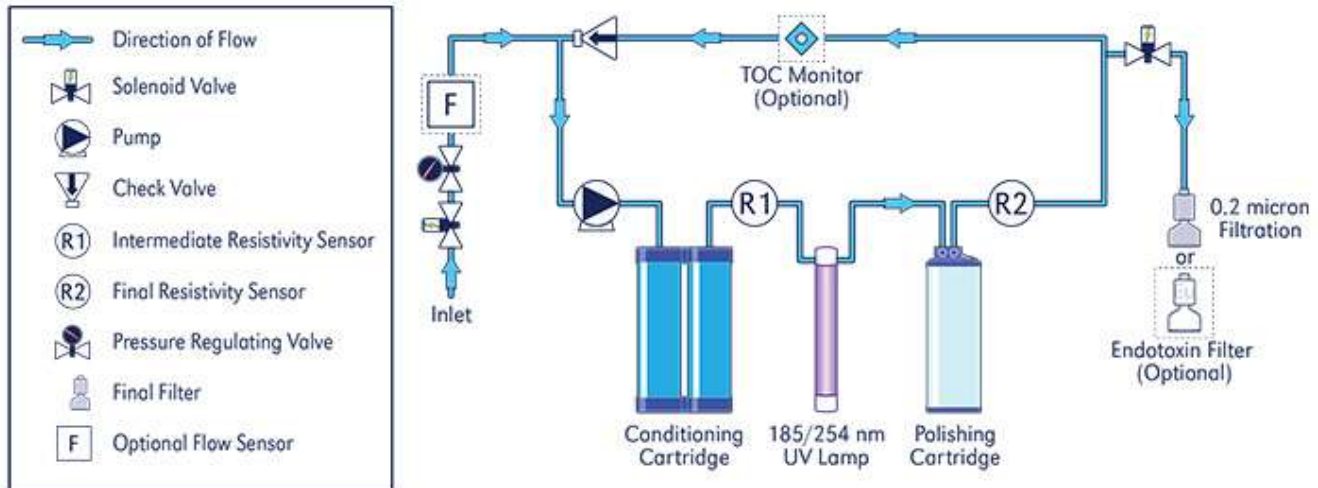 Direction of Flow
Solenoid Valve
Pump
Check Valve
R1 Intermediate Resistivity Sensor
R2 Final Resistivity Sensor
Pressure Regulating Valve
Final Filter
F Optional Flow Sensor
F
Inlet
TOC Monitor
(Optional)
R1
R2
Conditioning
Cartridge
185/254 nm
UV Lamp
Polishing
Cartridge
0.2 micron
Filtration
or
Endotoxin Filter
(Optional)